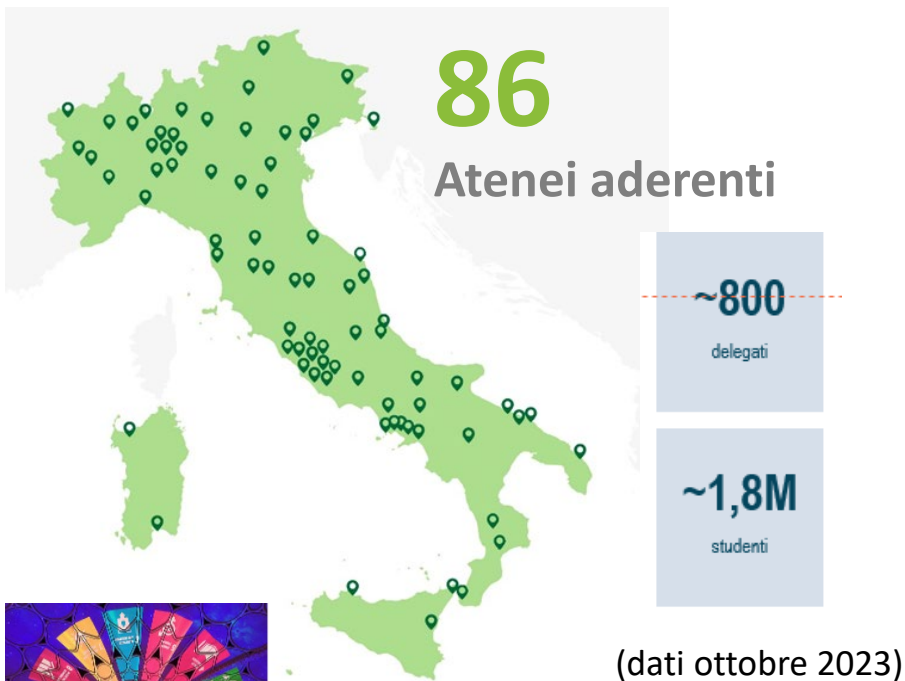 86
Atenei aderenti
~800
delegati
~1,8M
studenti
(dati ottobre 2023)